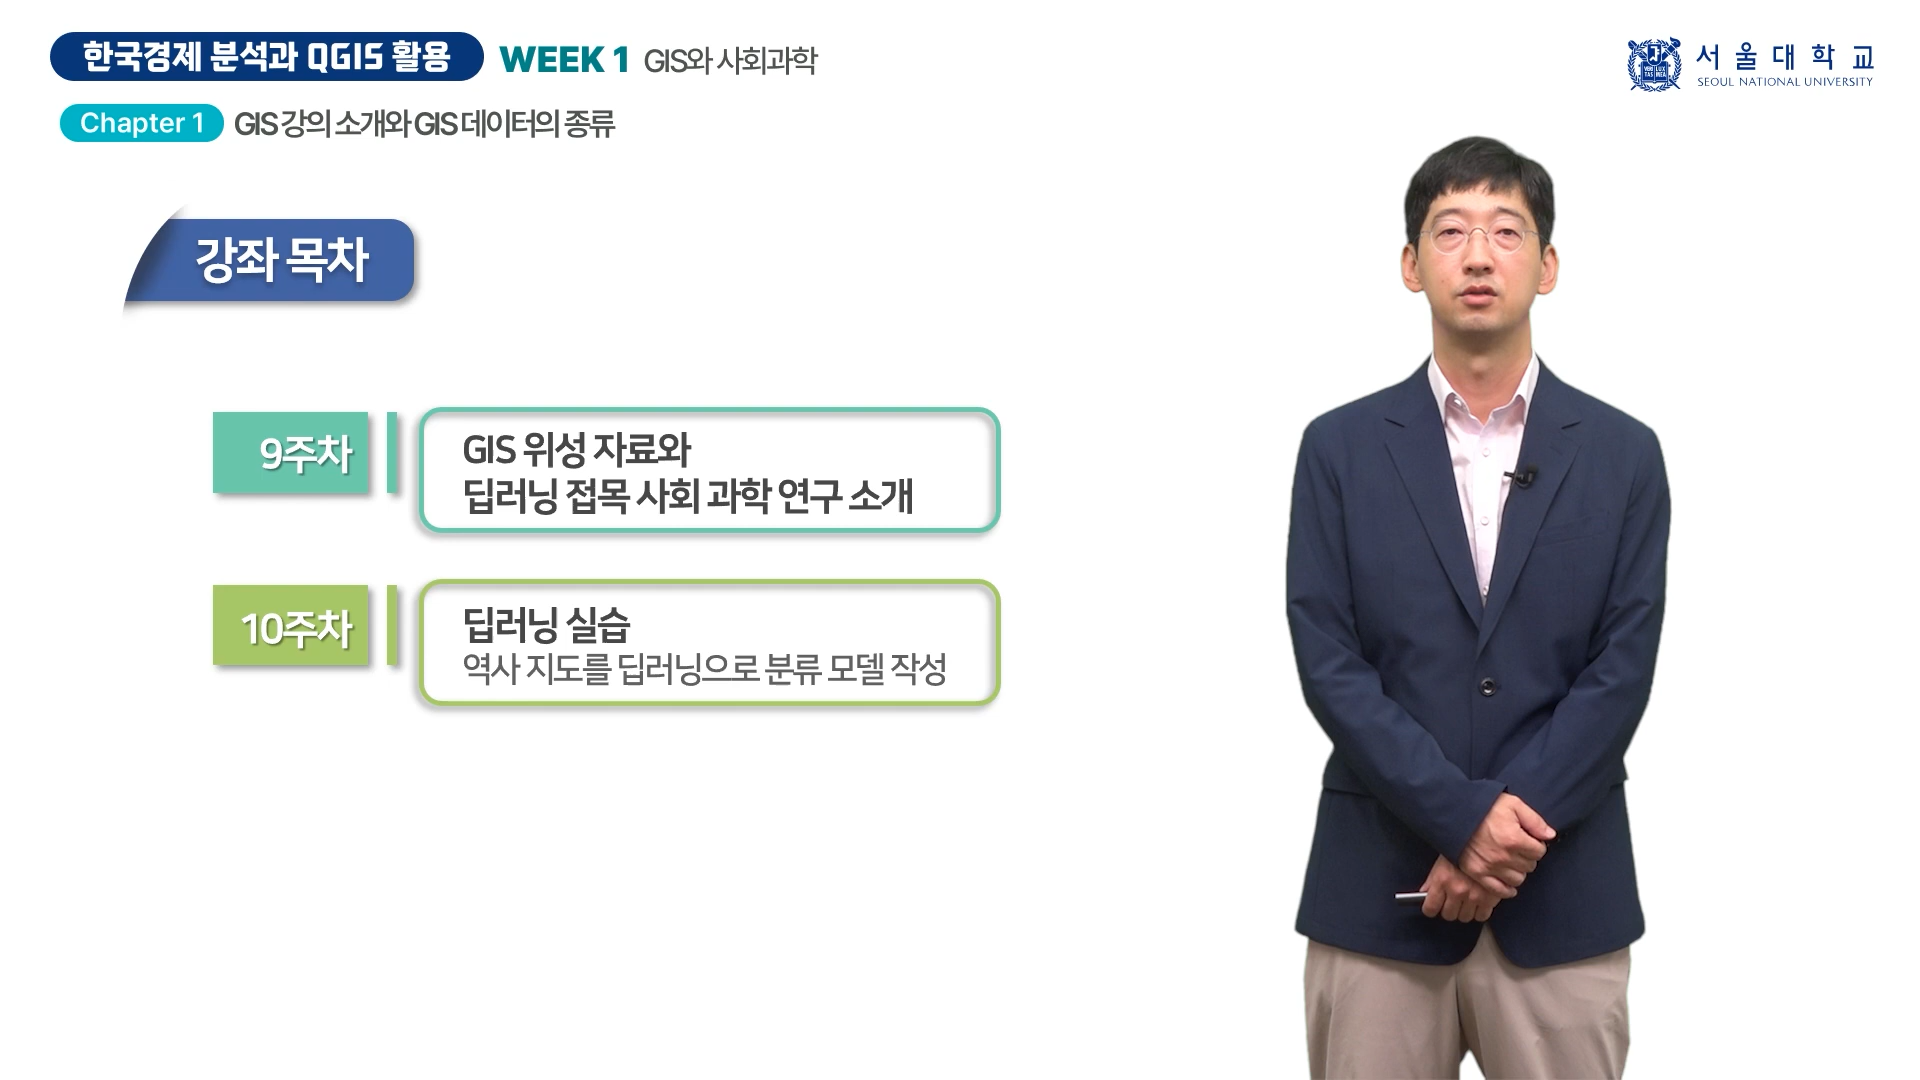 한국경제 분석과 QGIS 활용 WEEK 1 GIS와 사회과학
서울대학교
SEOUL NATIONAL UNIVERSITY
Chapter 1 GIS 강의 소개와 GIS 데이터의 종류
강좌 목차
9주차
GIS 위성 자료와
딥러닝 접목 사회 과학 연구 소개
10주차
딥러닝 실습
역사 지도를 딥러닝으로 분류 모델 작성